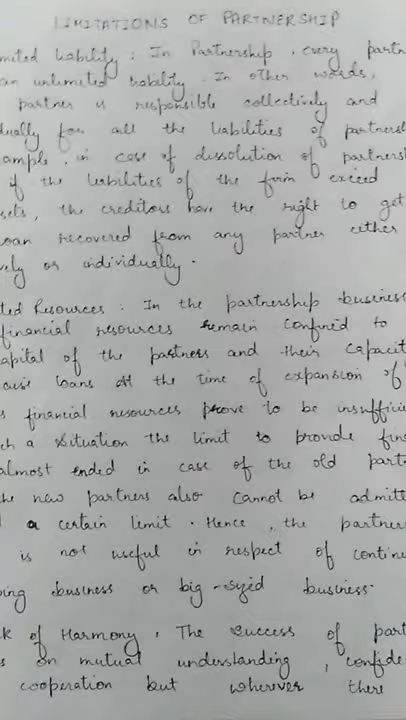 LIMITATIONS OF PARTNERSHIP
mited liability : In Partnership, every partn
an unlimited liability. In other words,
partner is responsible collectively and
dually for all the liabilities of partnersh
ample, in case of dissolution of partnersh
if the liabilities of the firm exceed
sets, the creditors have the right to get
loan recovered from any partner either
vely or individually.
ted Resources : In the partnership business
financial resources remain confined to
apital of the partners and their capacit
ause loans At the time of expansion of
s financial resources prove to be insuffici
ch a situation the limit to provide fin
almost ended in case of the old part
he new partners also cannot be admitt
d a certain limit. Hence, the partner
is not useful in respect of contin
ping business or big-syed business.
k of Harmony, The success of part
s on mutual understanding, confide
cooperation but wherever there